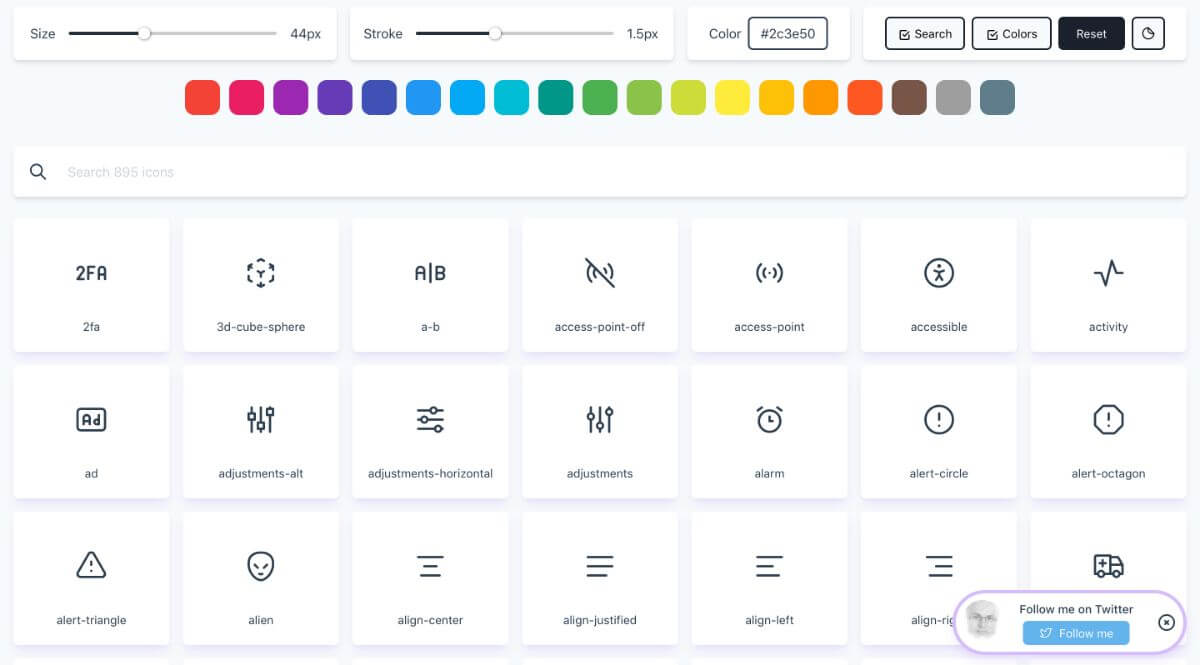 Size 44px Stroke 1.5px Color #2c3e50 Search Colors Reset
Search 895 icons
2FA A|B
2fa 3d-cube-sphere a-b access-point-off access-point accessible activity
Ad
ad adjustments-alt adjustments-horizontal adjustments alarm alert-circle alert-octagon
alert-triangle alien align-center align-justified align-left align-rig
Follow me on Twitter
Follow me